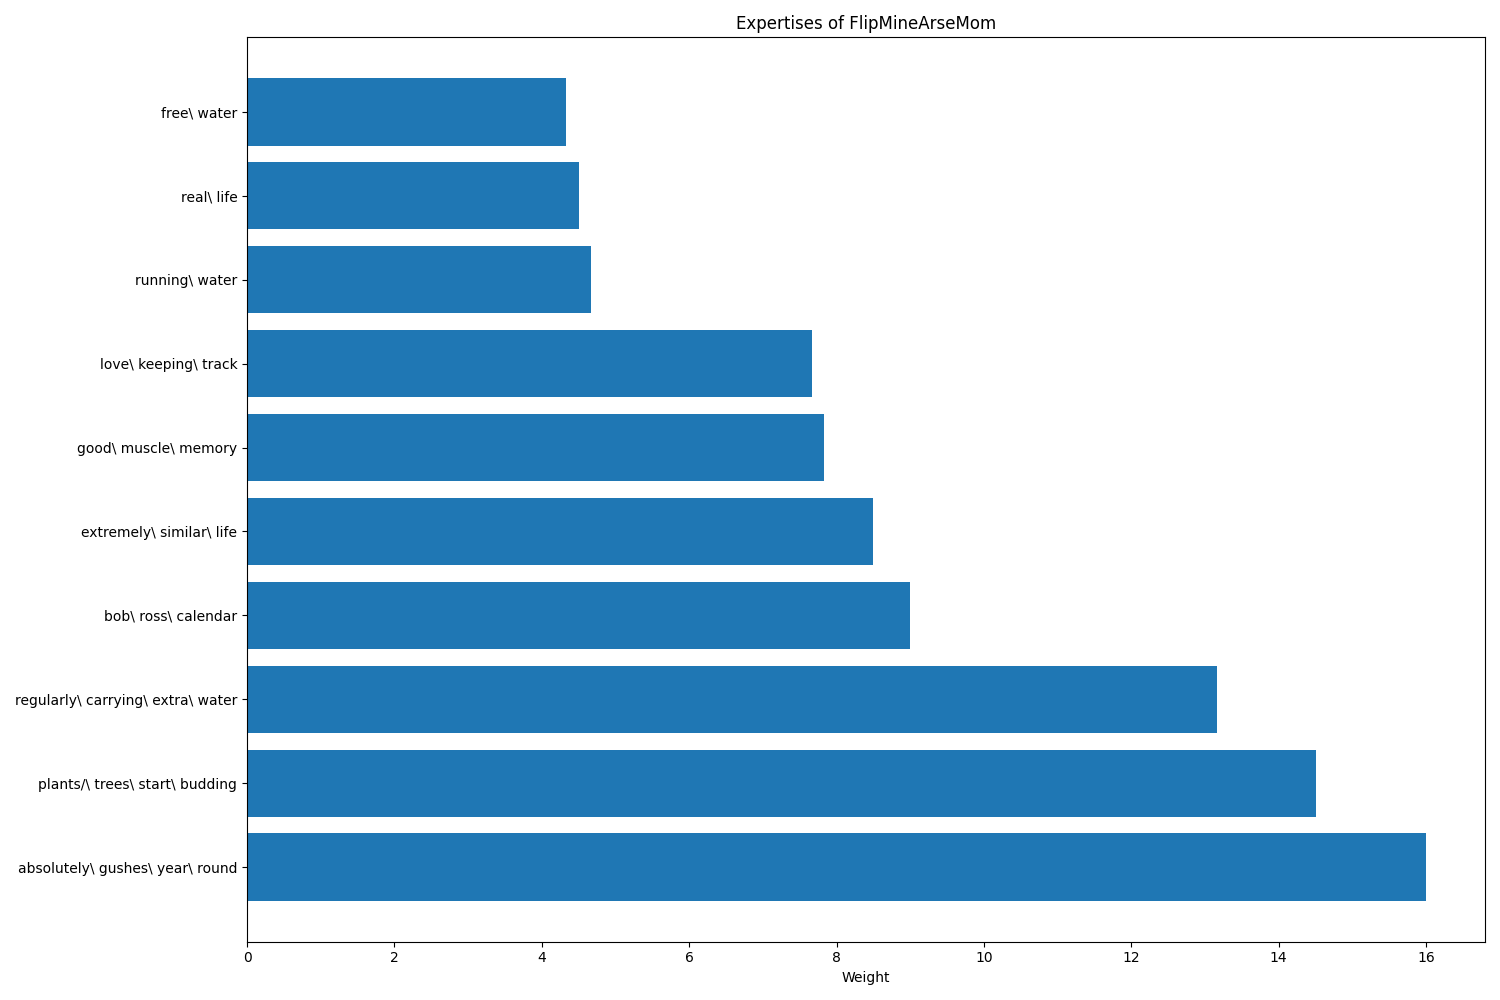 Expertises of FlipMineArseMom
free\ water
real\ life
running\ water
love\ keeping\ track
good\ muscle\ memory
extremely\ similar\ life
bob\ ross\ calendar
regularly\ carrying\ extra\ water
plants/\ trees\ start\ budding
absolutely\ gushes\ year\ round
0 2 4 6 8 10 12 14 16
Weight